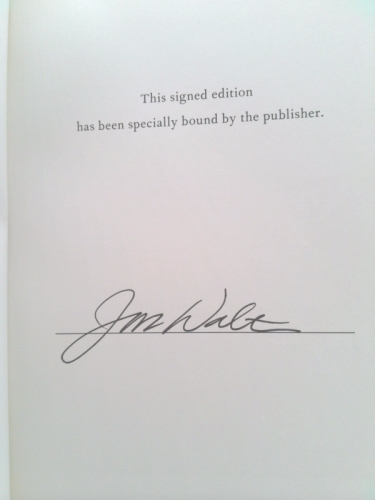 This signed edition
has been specially bound by the publisher.